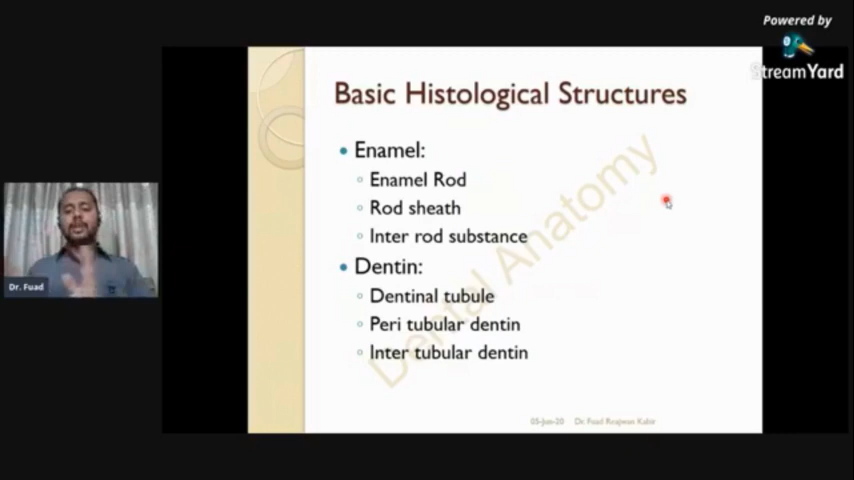 Powered by
StreamYard
Basic Histological Structures
Enamel:
Enamel Rod
Rod sheath
Inter rod substance
Dentin:
Dentinal tubule
Peri tubular dentin
Inter tubular dentin
Dental Anatomy
Dr. Fuad
05-Jun-20 Dr. Fuad Kabir